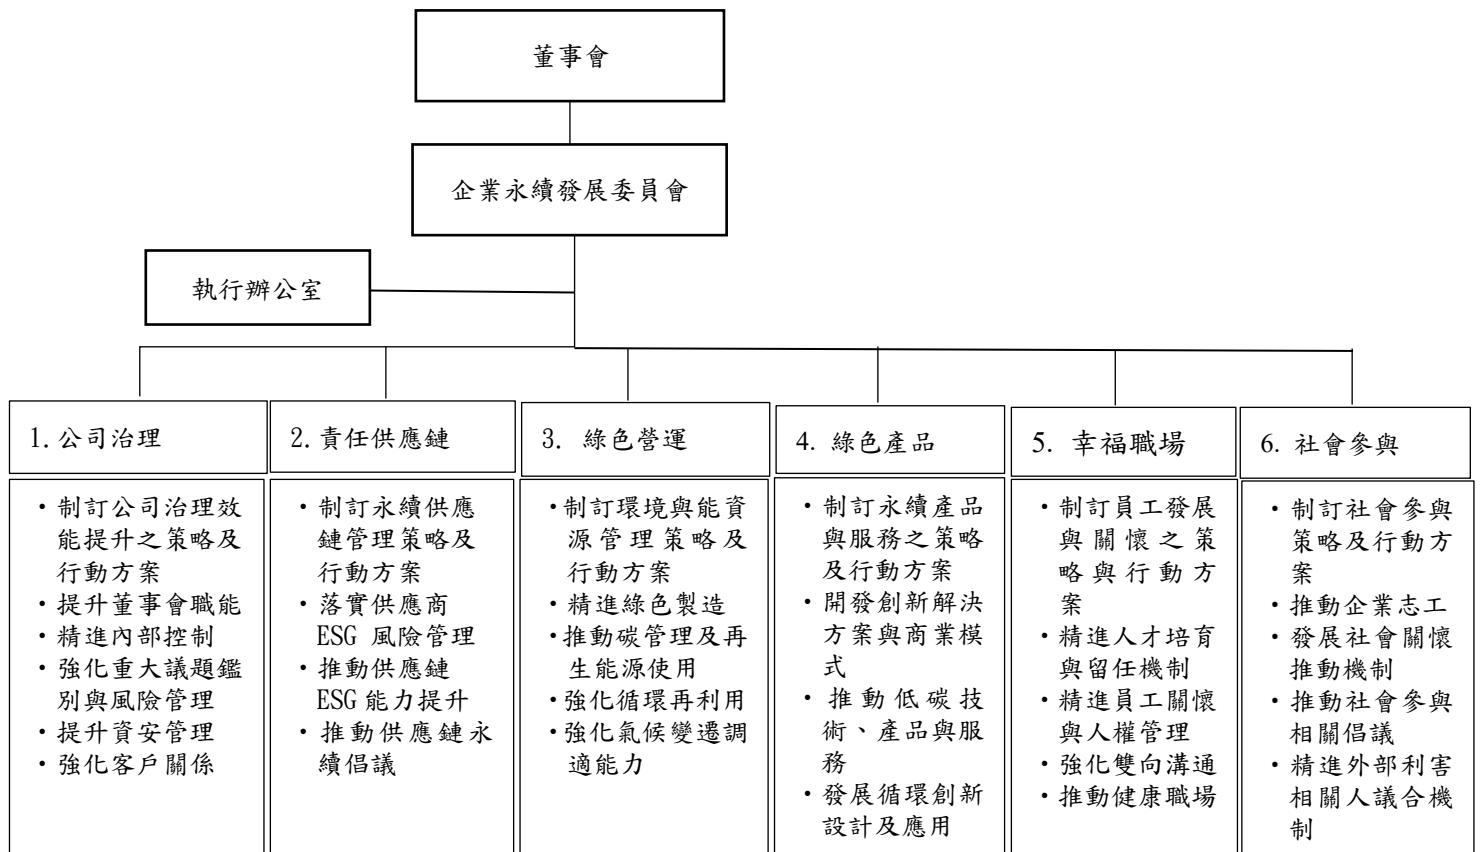 董事會
企業永續發展委員會
執行辦公室
1. 公司治理
・制訂公司治理效
能提升之策略及
行動方案
・提升董事會職能
・精進內部控制
・強化重大議題鑑
別與風險管理
・提升資安管理
・強化客戶關係
2. 責任供應鏈
・制訂永續供應
鏈管理策略及
行動方案
・落實供應商
ESG 風險管理
・推動供應鏈
ESG 能力提升
・推動供應鏈永
續倡議
3. 綠色營運
・制訂環境與能資
源管理策略及
行動方案
・精進綠色製造
・推動碳管理及再
生能源使用
・強化循環再利用
・強化氣候變遷調
適能力
4. 綠色產品
・制訂永續產品
與服務之策略
及行動方案
・開發創新解決
方案與商業模
式
・推動低碳技
術、產品與服
務
・發展循環創新
設計及應用
5. 幸福職場
・制訂員工發展
與關懷之策
略與行動方
案
・精進人才培育
與留任機制
・精進員工關懷
與人權管理
・強化雙向溝通
・推動健康職場
6. 社會參與
・制訂社會參與
策略及行動方
案
・推動企業志工
・發展社會關懷
推動機制
・推動社會參與
相關倡議
・精進外部利害
相關人議合機
制